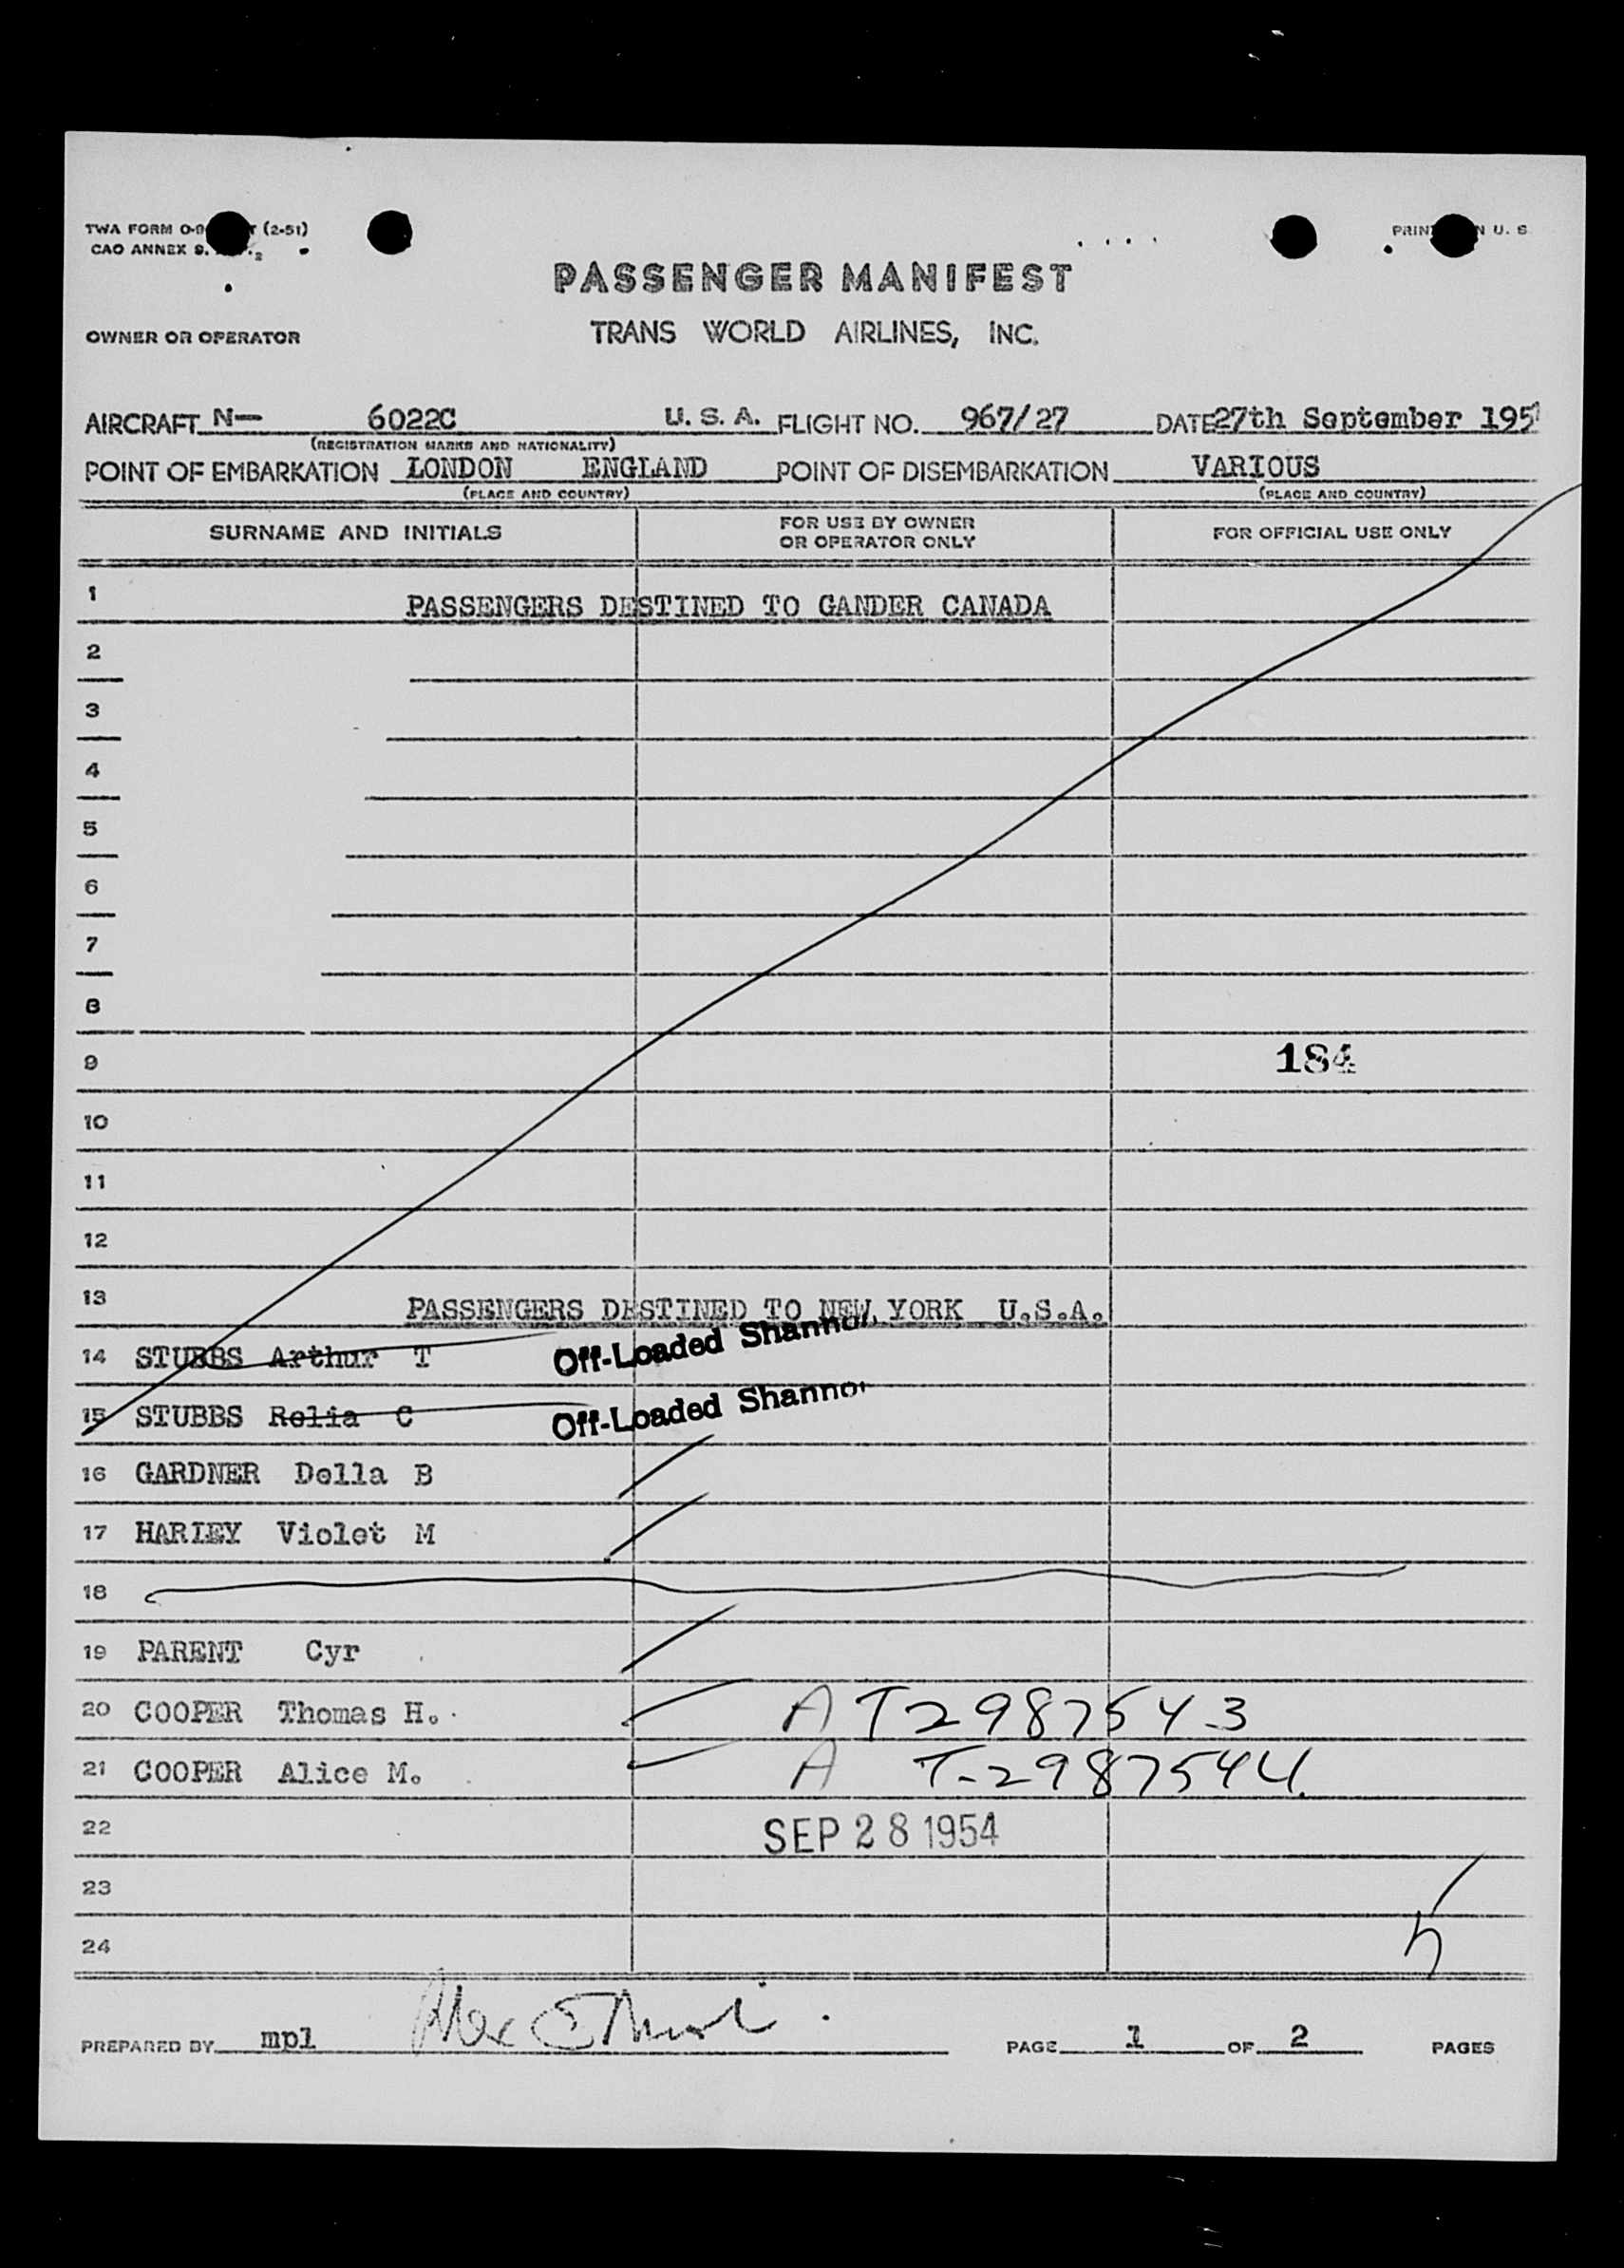 TWA FORM O-9 T (2-51)
CAO ANNEX 9.
PRIN N U. S.
PASSENGER MANIFEST
OWNER OR OPERATOR
TRANS WORLD AIRLINES, INC.
AIRCRAFT N— 6022C U. S. A. FLIGHT NO. 967/27 DATE 27th September 195
(REGISTRATION MARKS AND NATIONALITY)
POINT OF EMBARKATION LONDON ENGLAND POINT OF DISEMBARKATION VARIOUS
(PLACE AND COUNTRY) (PLACE AND COUNTRY)
SURNAME AND INITIALS
FOR USE BY OWNER
OR OPERATOR ONLY
FOR OFFICIAL USE ONLY
1 PASSENGERS DESTINED TO GANDER CANADA
2
3
4
5
6
7
8
9 184
10
11
12
13 PASSENGERS DESTINED TO NEW YORK U.S.A.
14 STUBBS Arthur T Off-Loaded Shannon
15 STUBBS Relia C Off-Loaded Shannon
16 GARDNER Della B
17 HARLEY Violet M
18
19 PARENT Cyr
20 COOPER Thomas H. A T2987543
21 COOPER Alice M. A T-2987544
22 SEP 28 1954
23
24 5
PREPARED BY mpl PAGE 1 OF 2 PAGES